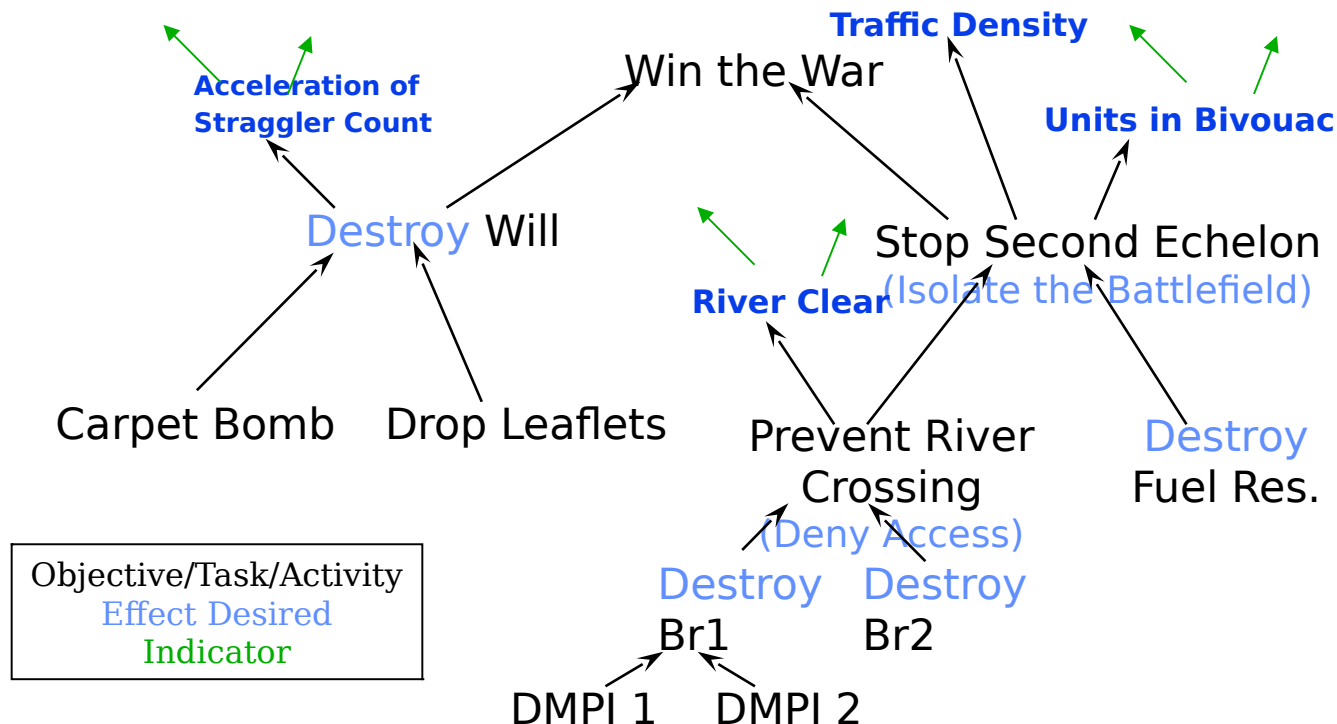 Traffic Density
Win the War
Acceleration of
Straggler Count
Units in Bivouac
Destroy Will
Stop Second Echelon
(Isolate the Battlefield)
River Clear
Carpet Bomb
Drop Leaflets
Prevent River
Crossing
(Deny Access)
Destroy
Fuel Res.
Destroy
Br1
Destroy
Br2
DMPI 1
DMPI 2
Objective/Task/Activity
Effect Desired
Indicator